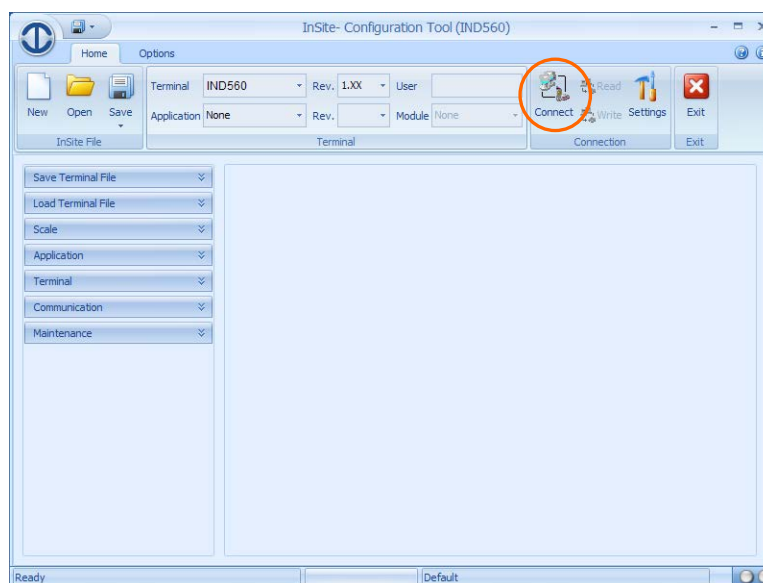 InSite- Configuration Tool (IND560)
Home Options
Terminal IND560 Rev. 1.XX User
Application None Rev. Module None
New Open Save
Connect Read Write Settings
Exit
InSite File Terminal Connection Exit
Save Terminal File
Load Terminal File
Scale
Application
Terminal
Communication
Maintenance
Ready Default